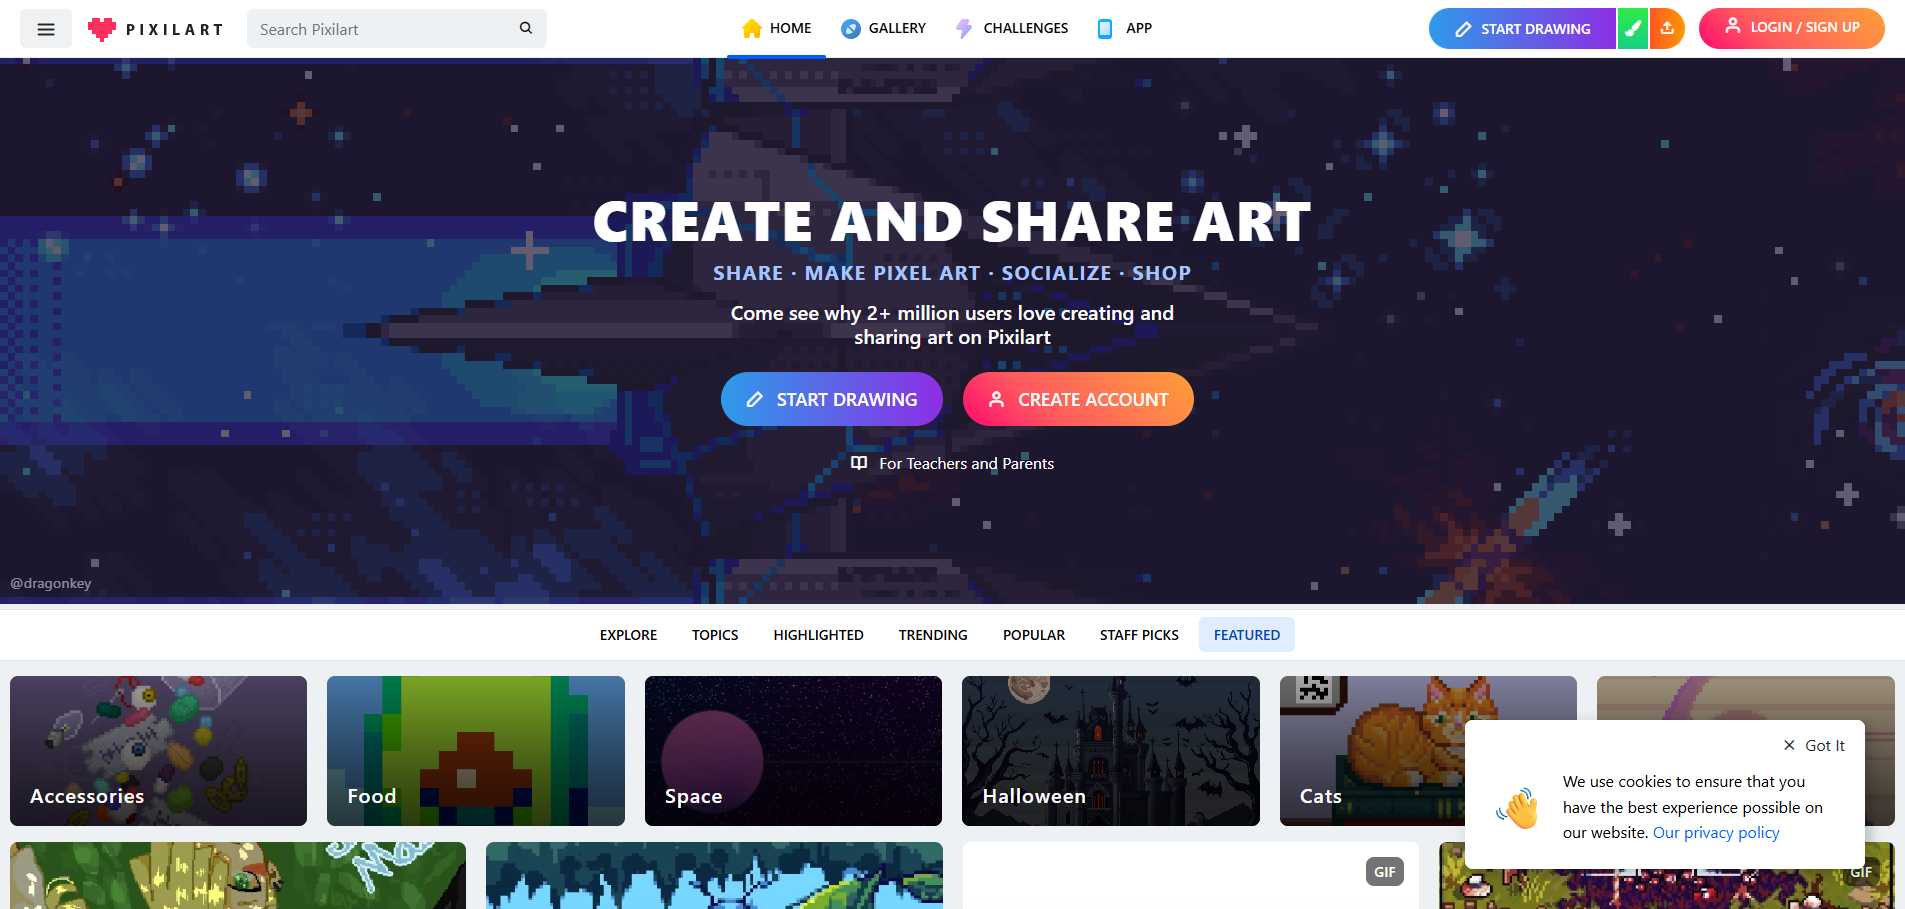 PIXILART
Search Pixilart
HOME
GALLERY
CHALLENGES
APP
START DRAWING
LOGIN / SIGN UP
CREATE AND SHARE ART
SHARE · MAKE PIXEL ART · SOCIALIZE · SHOP
Come see why 2+ million users love creating and
sharing art on Pixilart
START DRAWING
CREATE ACCOUNT
For Teachers and Parents
@dragonkey
EXPLORE
TOPICS
HIGHLIGHTED
TRENDING
POPULAR
STAFF PICKS
FEATURED
Accessories
Food
Space
Halloween
Cats
× Got It
We use cookies to ensure that you
have the best experience possible on
our website. Our privacy policy
GIF
GIF